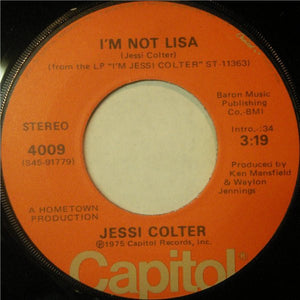 I'M NOT LISA
(Jessi Colter)
(from the LP "I'M JESSI COLTER" ST-11363)
STEREO
4009
(S45-91779)
Baron Music
Publishing
Co,-BMI
Intro.-:34
3:19
Produced by
Ken Mansfield
& Waylon
Jennings
A HOMETOWN
PRODUCTION
JESSI COLTER
℗1975 Capitol Records, Inc.
Capitol®